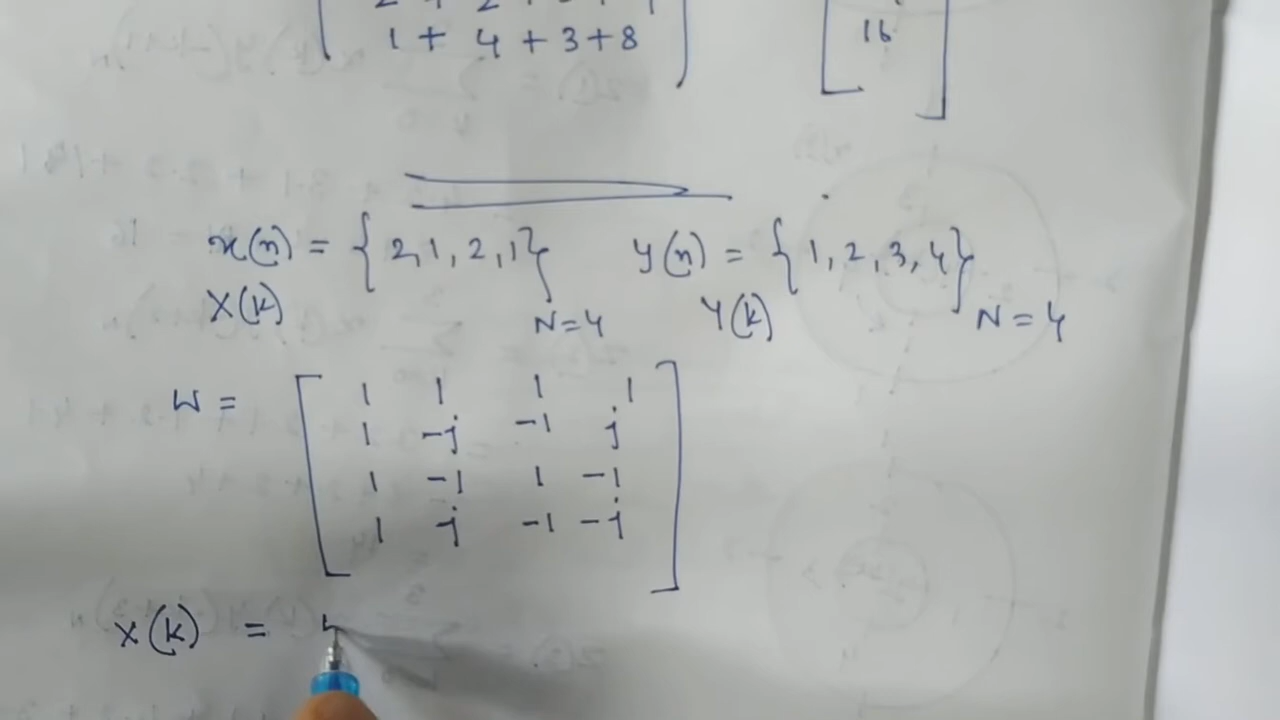 1 + 4 + 3 + 8 16
x(n) = { 2, 1, 2, 1 } y(n) = { 1, 2, 3, 4 }
X(k) N = 4 Y(k) N = 4
W = [ 1 1 1 1
1 -j -1 j
1 -1 1 -1
1 j -1 -j ]
X(k) =